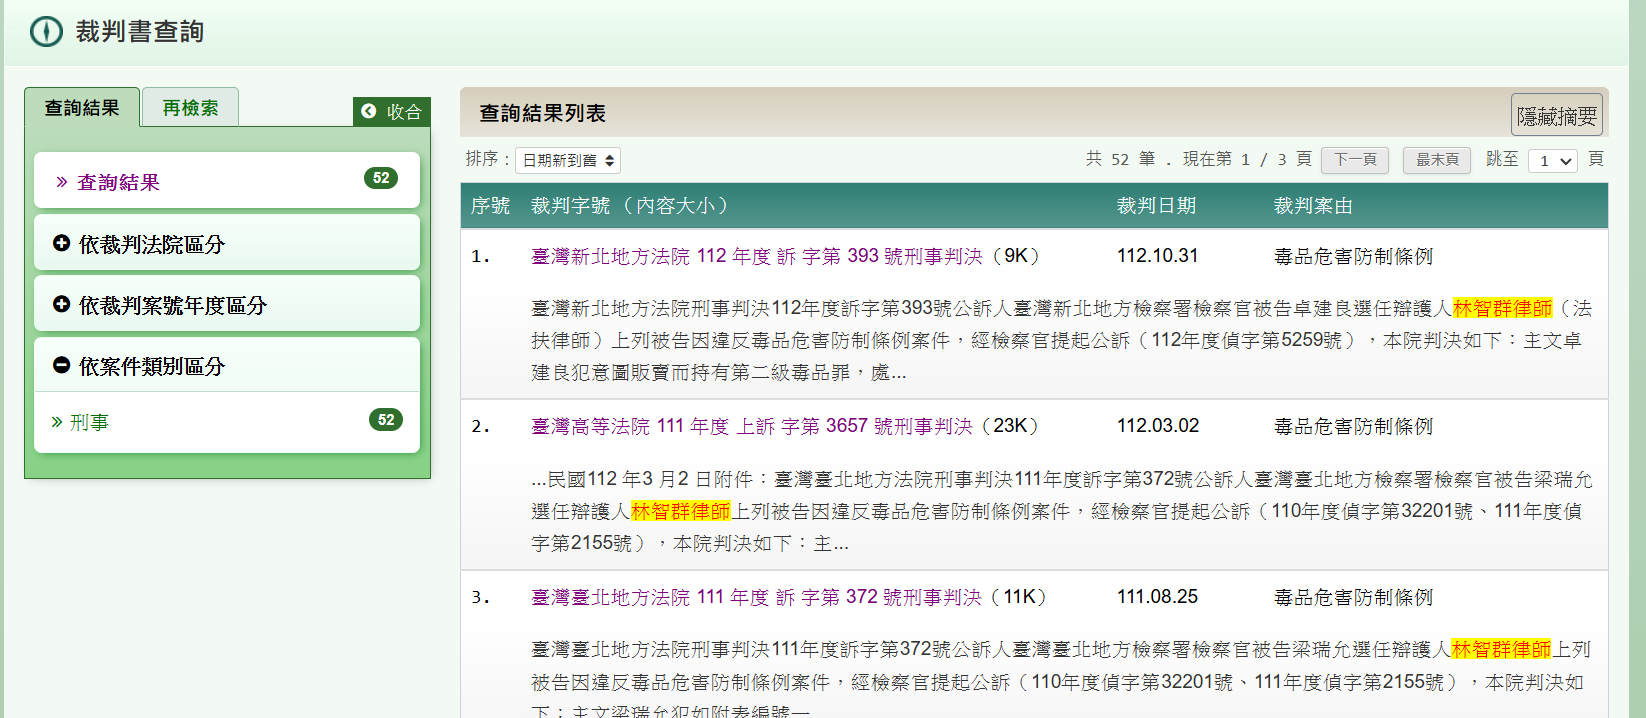 裁判書查詢
查詢結果
再檢索
收合
查詢結果 52
依裁判法院區分
依裁判案號年度區分
依案件類別區分
刑事 52
查詢結果列表
隱藏摘要
排序：日期新到舊
共 52 筆 . 現在第 1 / 3 頁 下一頁 最末頁 跳至 1 頁
序號 裁判字號（內容大小） 裁判日期 裁判案由
1. 臺灣新北地方法院 112 年度 訴 字第 393 號刑事判決（9K） 112.10.31 毒品危害防制條例
臺灣新北地方法院刑事判決112年度訴字第393號公訴人臺灣新北地方檢察署檢察官被告卓建良選任辯護人林智群律師（法
扶律師）上列被告因違反毒品危害防制條例案件，經檢察官提起公訴（112年度偵字第5259號），本院判決如下：主文卓
建良犯意圖販賣而持有第二級毒品罪，處...
2. 臺灣高等法院 111 年度 上訴 字第 3657 號刑事判決（23K） 112.03.02 毒品危害防制條例
...民國112 年3 月2 日附件：臺灣臺北地方法院刑事判決111年度訴字第372號公訴人臺灣臺北地方檢察署檢察官被告梁瑞允
選任辯護人林智群律師上列被告因違反毒品危害防制條例案件，經檢察官提起公訴（110年度偵字第32201號、111年度偵
字第2155號），本院判決如下：主...
3. 臺灣臺北地方法院 111 年度 訴 字第 372 號刑事判決（11K） 111.08.25 毒品危害防制條例
臺灣臺北地方法院刑事判決111年度訴字第372號公訴人臺灣臺北地方檢察署檢察官被告梁瑞允選任辯護人林智群律師上列
被告因違反毒品危害防制條例案件，經檢察官提起公訴（110年度偵字第32201號、111年度偵字第2155號），本院判決如
下：主文梁瑞允犯如附表編號一